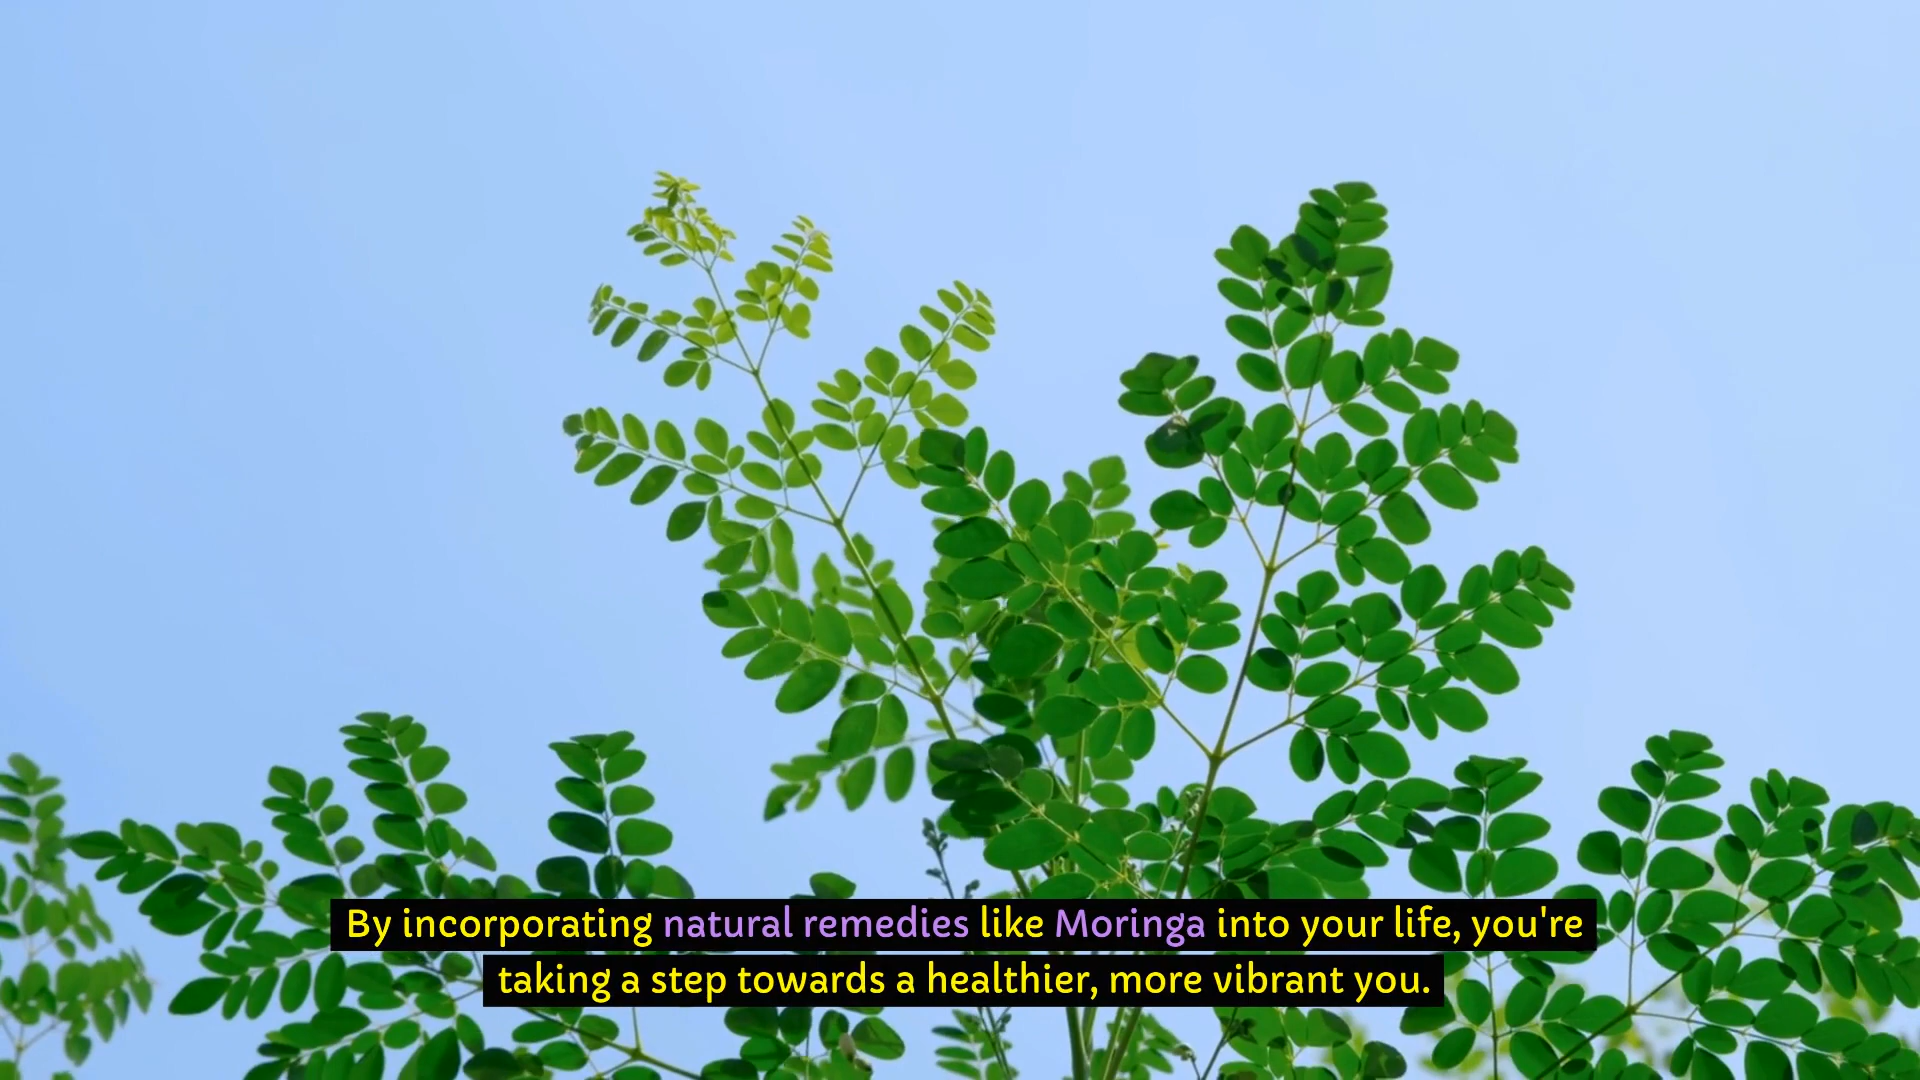 By incorporating natural remedies like Moringa into your life, you're
taking a step towards a healthier, more vibrant you.